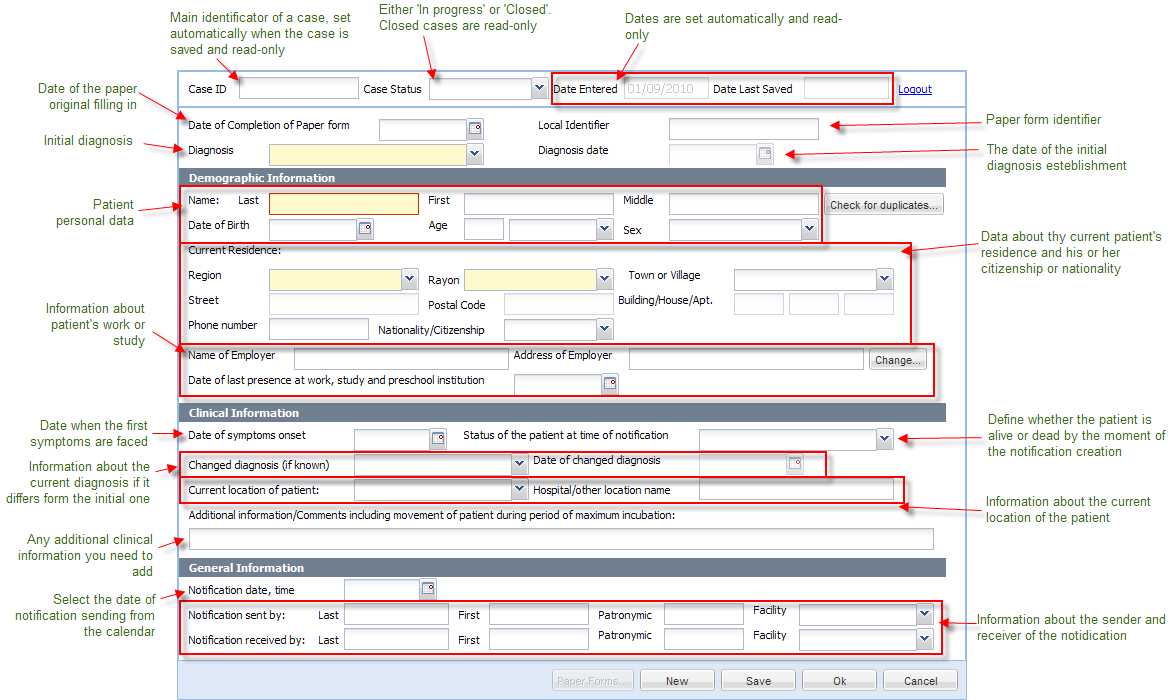 Main identificator of a case, set
automatically when the case is
saved and read-only
Either 'In progress' or 'Closed'.
Closed cases are read-only
Dates are set automatically and read-
only
Date of the paper
original filling in
Initial diagnosis
Patient
personal data
Information about
patient's work or
study
Date when the first
symptoms are faced
Information about the
current diagnosis if it
differs form the initial one
Any additional clinical
information you need to
add
Select the date of
notification sending from
the calendar
Case ID Case Status Date Entered 01/09/2010 Date Last Saved Logout
Date of Completion of Paper form Local Identifier
Diagnosis Diagnosis date
Demographic Information
Name: Last First Middle Check for duplicates...
Date of Birth Age Sex
Current Residence:
Region Rayon Town or Village
Street Postal Code Building/House/Apt.
Phone number Nationality/Citizenship
Name of Employer Address of Employer Change...
Date of last presence at work, study and preschool institution
Clinical Information
Date of symptoms onset Status of the patient at time of notification
Changed diagnosis (if known) Date of changed diagnosis
Current location of patient: Hospital/other location name
Additional information/Comments including movement of patient during period of maximum incubation:
General Information
Notification date, time
Notification sent by: Last First Patronymic Facility
Notification received by: Last First Patronymic Facility
Paper Forms... New Save Ok Cancel
Paper form identifier
The date of the initial
diagnosis esteblishment
Data about thy current patient's
residence and his or her
citizenship or nationality
Define whether the patient is
alive or dead by the moment of
the notification creation
Information about the current
location of the patient
Information about the sender and
receiver of the notidication